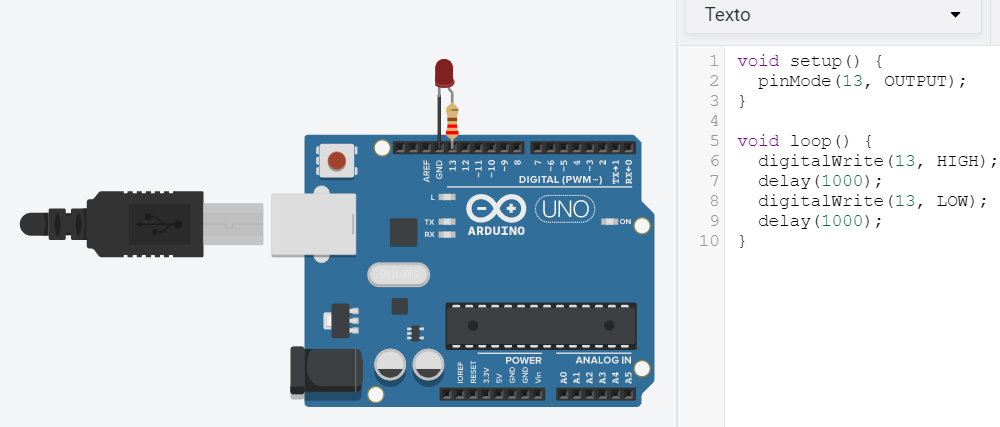 Texto
1 void setup() {
2 pinMode(13, OUTPUT);
3 }
4
5 void loop() {
6 digitalWrite(13, HIGH);
7 delay(1000);
8 digitalWrite(13, LOW);
9 delay(1000);
10 }
AREF
GND
13
12
~11
~10
~9
8
7
~6
~5
4
~3
2
TX→1
RX←0
DIGITAL (PWM~)
L
TX
RX
ARDUINO
UNO
ON
POWER
ANALOG IN
IOREF
RESET
3.3V
5V
GND
GND
Vin
A0
A1
A2
A3
A4
A5